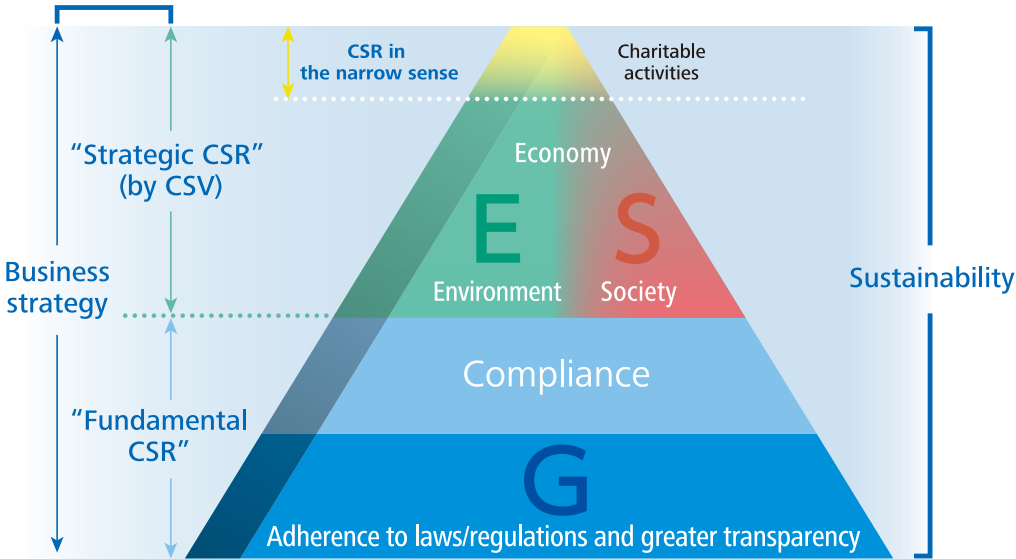 CSR in
the narrow sense
Charitable
activities
“Strategic CSR”
(by CSV)
Economy
E
S
Environment
Society
Business
strategy
Sustainability
Compliance
“Fundamental
CSR”
G
Adherence to laws/regulations and greater transparency